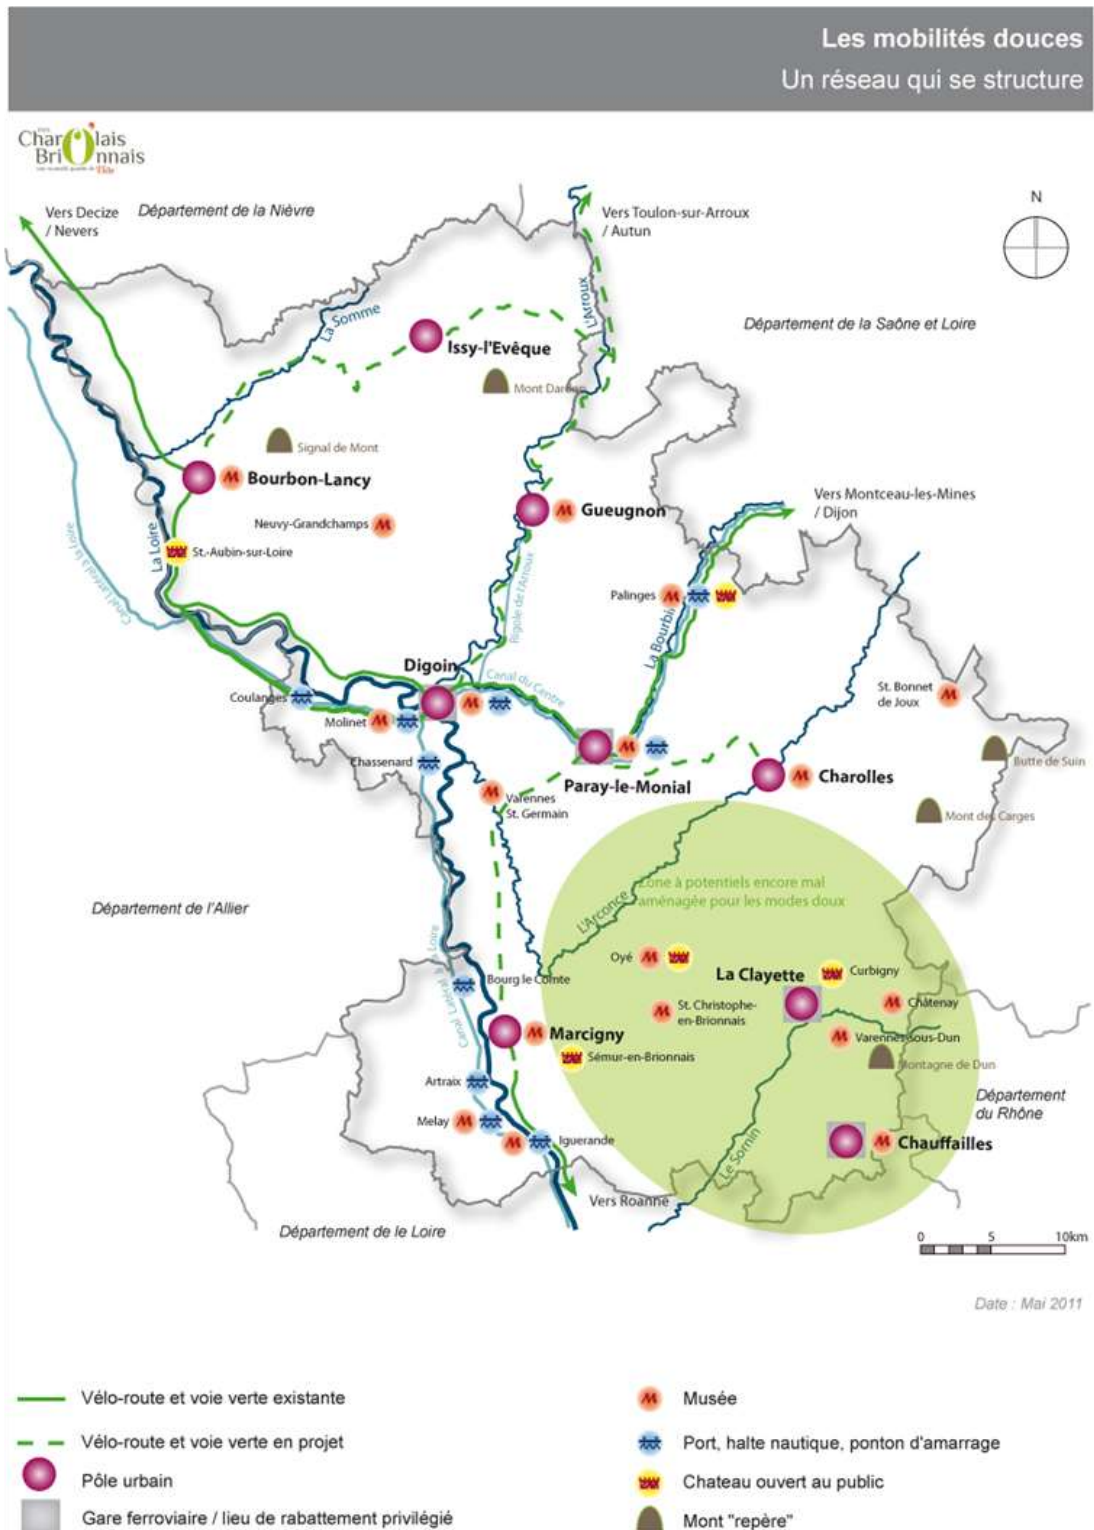 Les mobilités douces
Un réseau qui se structure
Charolais
Brionnais
Vers Decize
/ Nevers
Département de la Nièvre
Vers Toulon-sur-Arroux
/ Autun
N
La Somme
L'Arroux
Département de la Saône et Loire
Issy-l'Evêque
Mont Dardon
Signal de Mont
Bourbon-Lancy
Vers Montceau-les-Mines
/ Dijon
Neuvy-Grandchamps
Gueugnon
La Loire
St.-Aubin-sur-Loire
Canal Latéral à la Loire
Rigole de l'Arroux
Palinges
La Bourbi
Digoin
Canal du Centre
St. Bonnet
de Joux
Coulanges
Molinet
Chassenard
Paray-le-Monial
Charolles
Butte de Suin
Varennes
St. Germain
Mont des Carges
Zone à potentiels encore mal
aménagée pour les modes doux
Département de l'Allier
L'Arconce
Oyé
La Clayette
Curbigny
Canal Latéral à la Loire
Bourg le Comte
St. Christophe-
en-Brionnais
Châtenay
Marcigny
Varennes-sous-Dun
Sémur-en-Brionnais
Montagne de Dun
Artraix
Département
du Rhône
Melay
Iguerande
Le Sornin
Chauffailles
Vers Roanne
Département de le Loire
0 5 10km
Date : Mai 2011
Vélo-route et voie verte existante
Vélo-route et voie verte en projet
Pôle urbain
Gare ferroviaire / lieu de rabattement privilégié
Musée
Port, halte nautique, ponton d'amarrage
Chateau ouvert au public
Mont "repère"